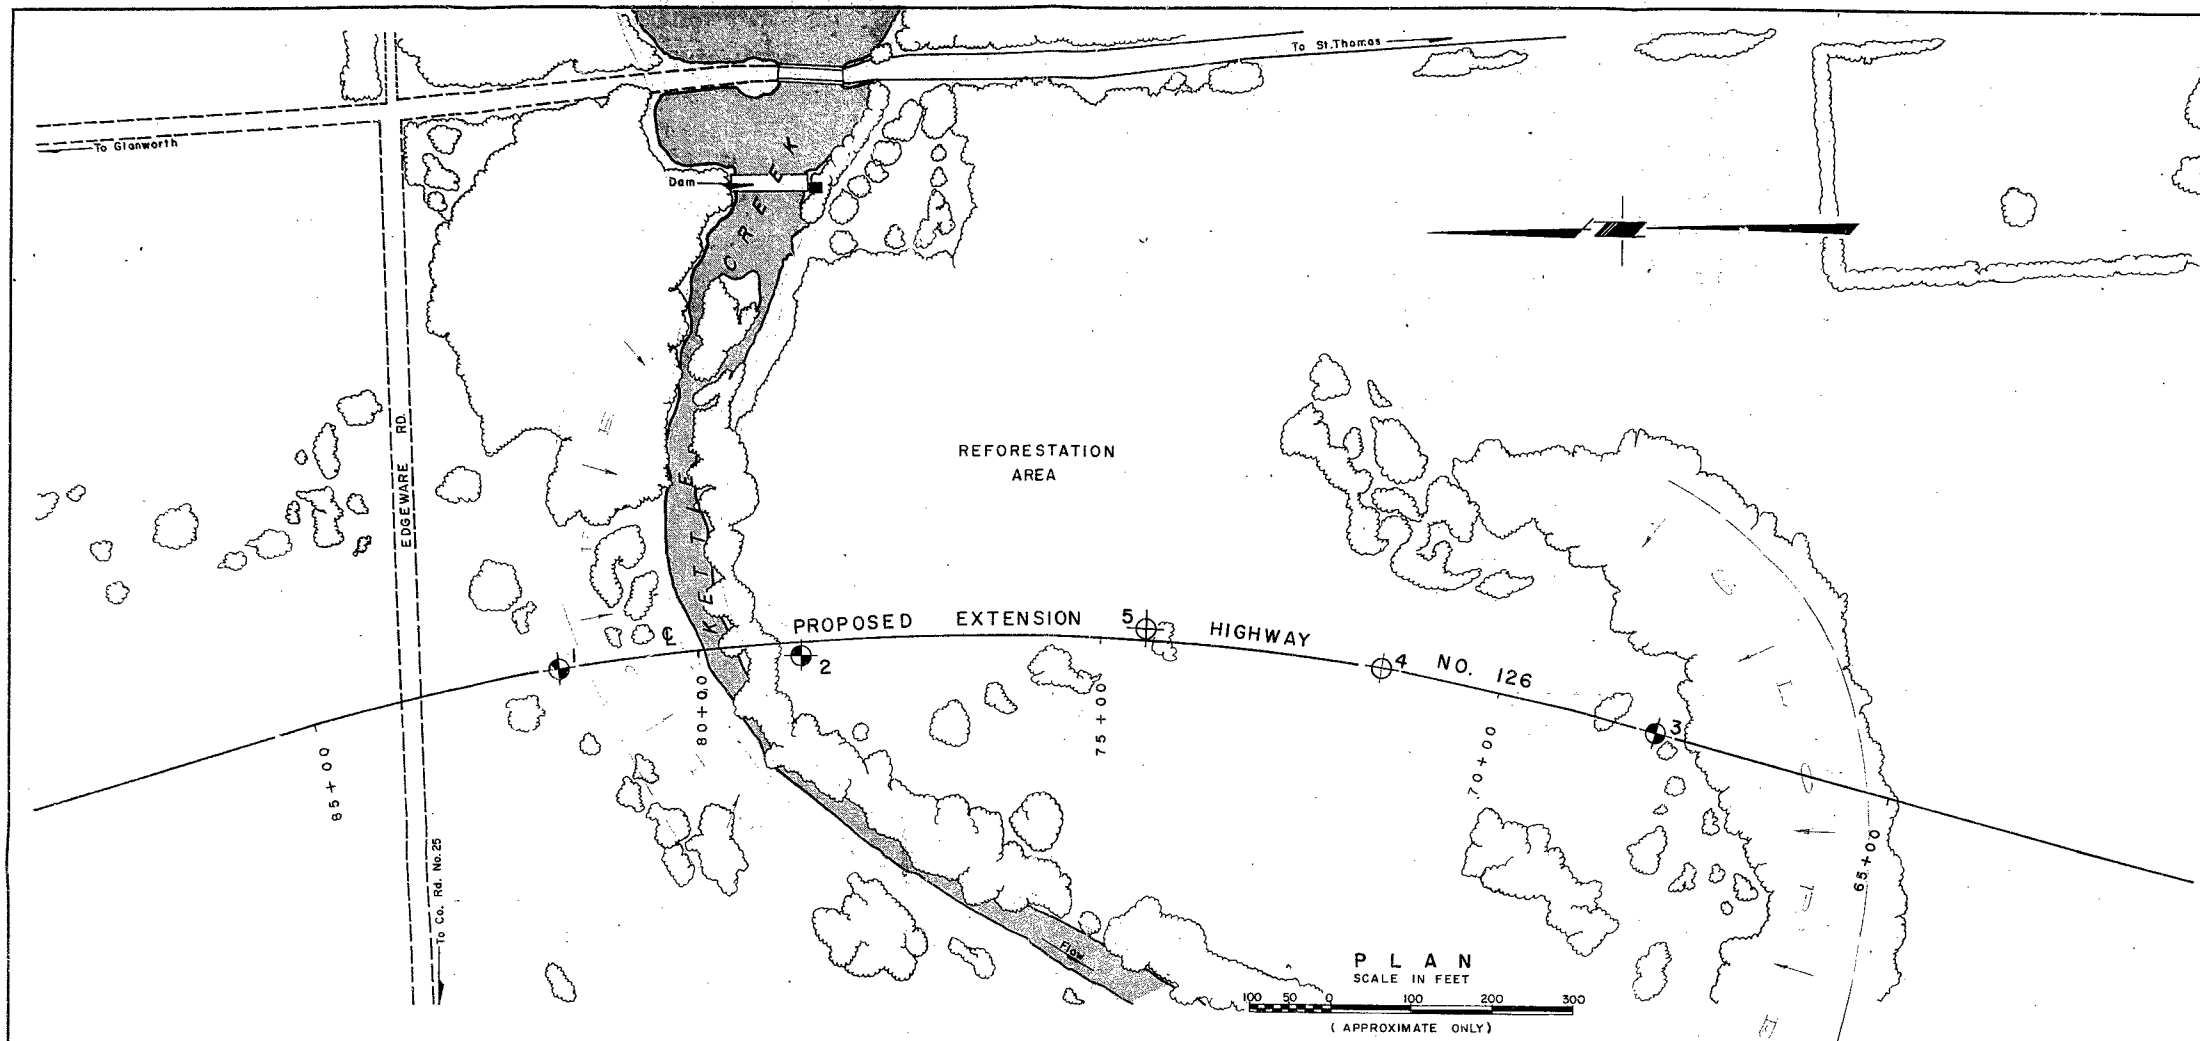 To St. Thomas
To Glanworth
Dam
KETTLE CREEK
EDGEWARE RD.
REFORESTATION
AREA
PROPOSED EXTENSION HIGHWAY NO. 126
℄
1
2
5
4
3
85+00
80+00
75+00
70+00
65+00
To Co. Rd. No. 25
Flow
PLAN
SCALE IN FEET
100 50 0 100 200 300
( APPROXIMATE ONLY )